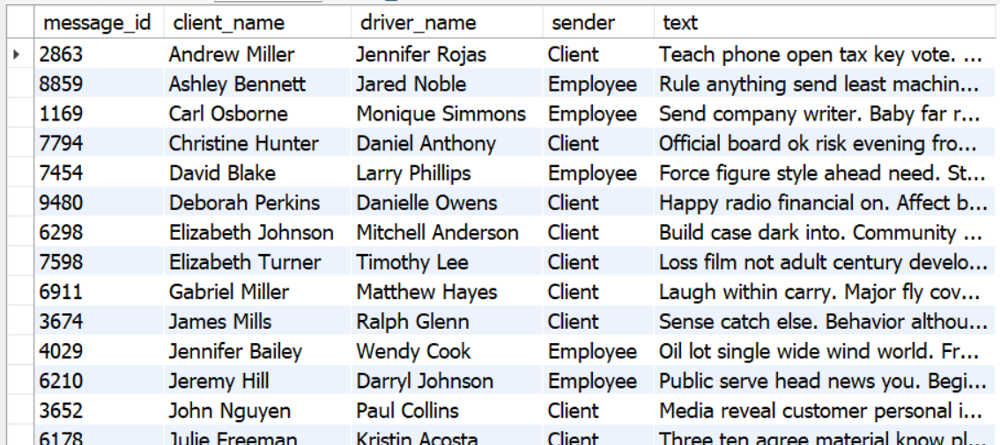 message_id client_name driver_name sender text
2863 Andrew Miller Jennifer Rojas Client Teach phone open tax key vote. ...
8859 Ashley Bennett Jared Noble Employee Rule anything send least machin...
1169 Carl Osborne Monique Simmons Employee Send company writer. Baby far r...
7794 Christine Hunter Daniel Anthony Client Official board ok risk evening fro...
7454 David Blake Larry Phillips Employee Force figure style ahead need. St...
9480 Deborah Perkins Danielle Owens Client Happy radio financial on. Affect b...
6298 Elizabeth Johnson Mitchell Anderson Client Build case dark into. Community ...
7598 Elizabeth Turner Timothy Lee Client Loss film not adult century develo...
6911 Gabriel Miller Matthew Hayes Client Laugh within carry. Major fly cov...
3674 James Mills Ralph Glenn Client Sense catch else. Behavior althou...
4029 Jennifer Bailey Wendy Cook Employee Oil lot single wide wind world. Fr...
6210 Jeremy Hill Darryl Johnson Employee Public serve head news you. Begi...
3652 John Nguyen Paul Collins Client Media reveal customer personal i...
6178 Julie Freeman Kristin Acosta Client Three ten agree material know pl...